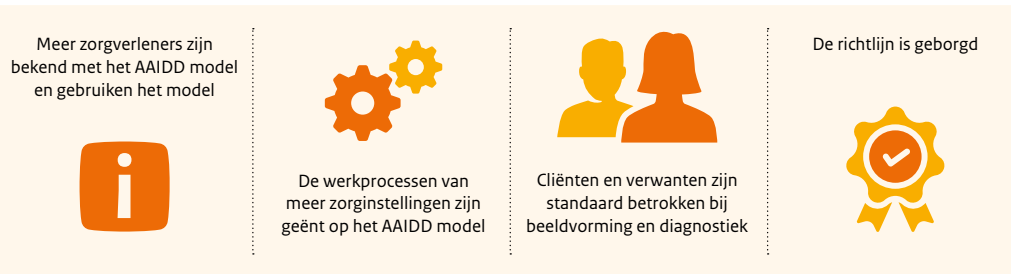 Meer zorgverleners zijn
bekend met het AAIDD model
en gebruiken het model
De werkprocessen van
meer zorginstellingen zijn
geënt op het AAIDD model
Cliënten en verwanten zijn
standaard betrokken bij
beeldvorming en diagnostiek
De richtlijn is geborgd